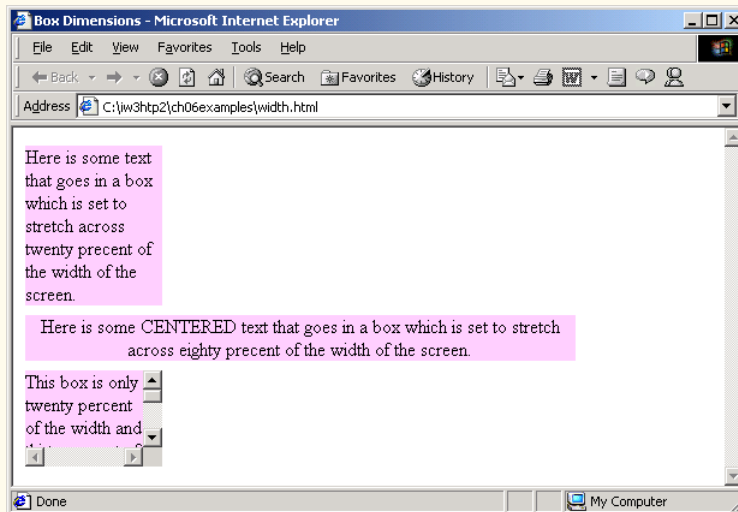 Box Dimensions - Microsoft Internet Explorer
File Edit View Favorites Tools Help
Back Search Favorites History
Address C:\iw3htp2\ch06examples\width.html
Here is some text
that goes in a box
which is set to
stretch across
twenty precent of
the width of the
screen.
Here is some CENTERED text that goes in a box which is set to stretch
across eighty precent of the width of the screen.
This box is only
twenty percent
of the width and
Done My Computer